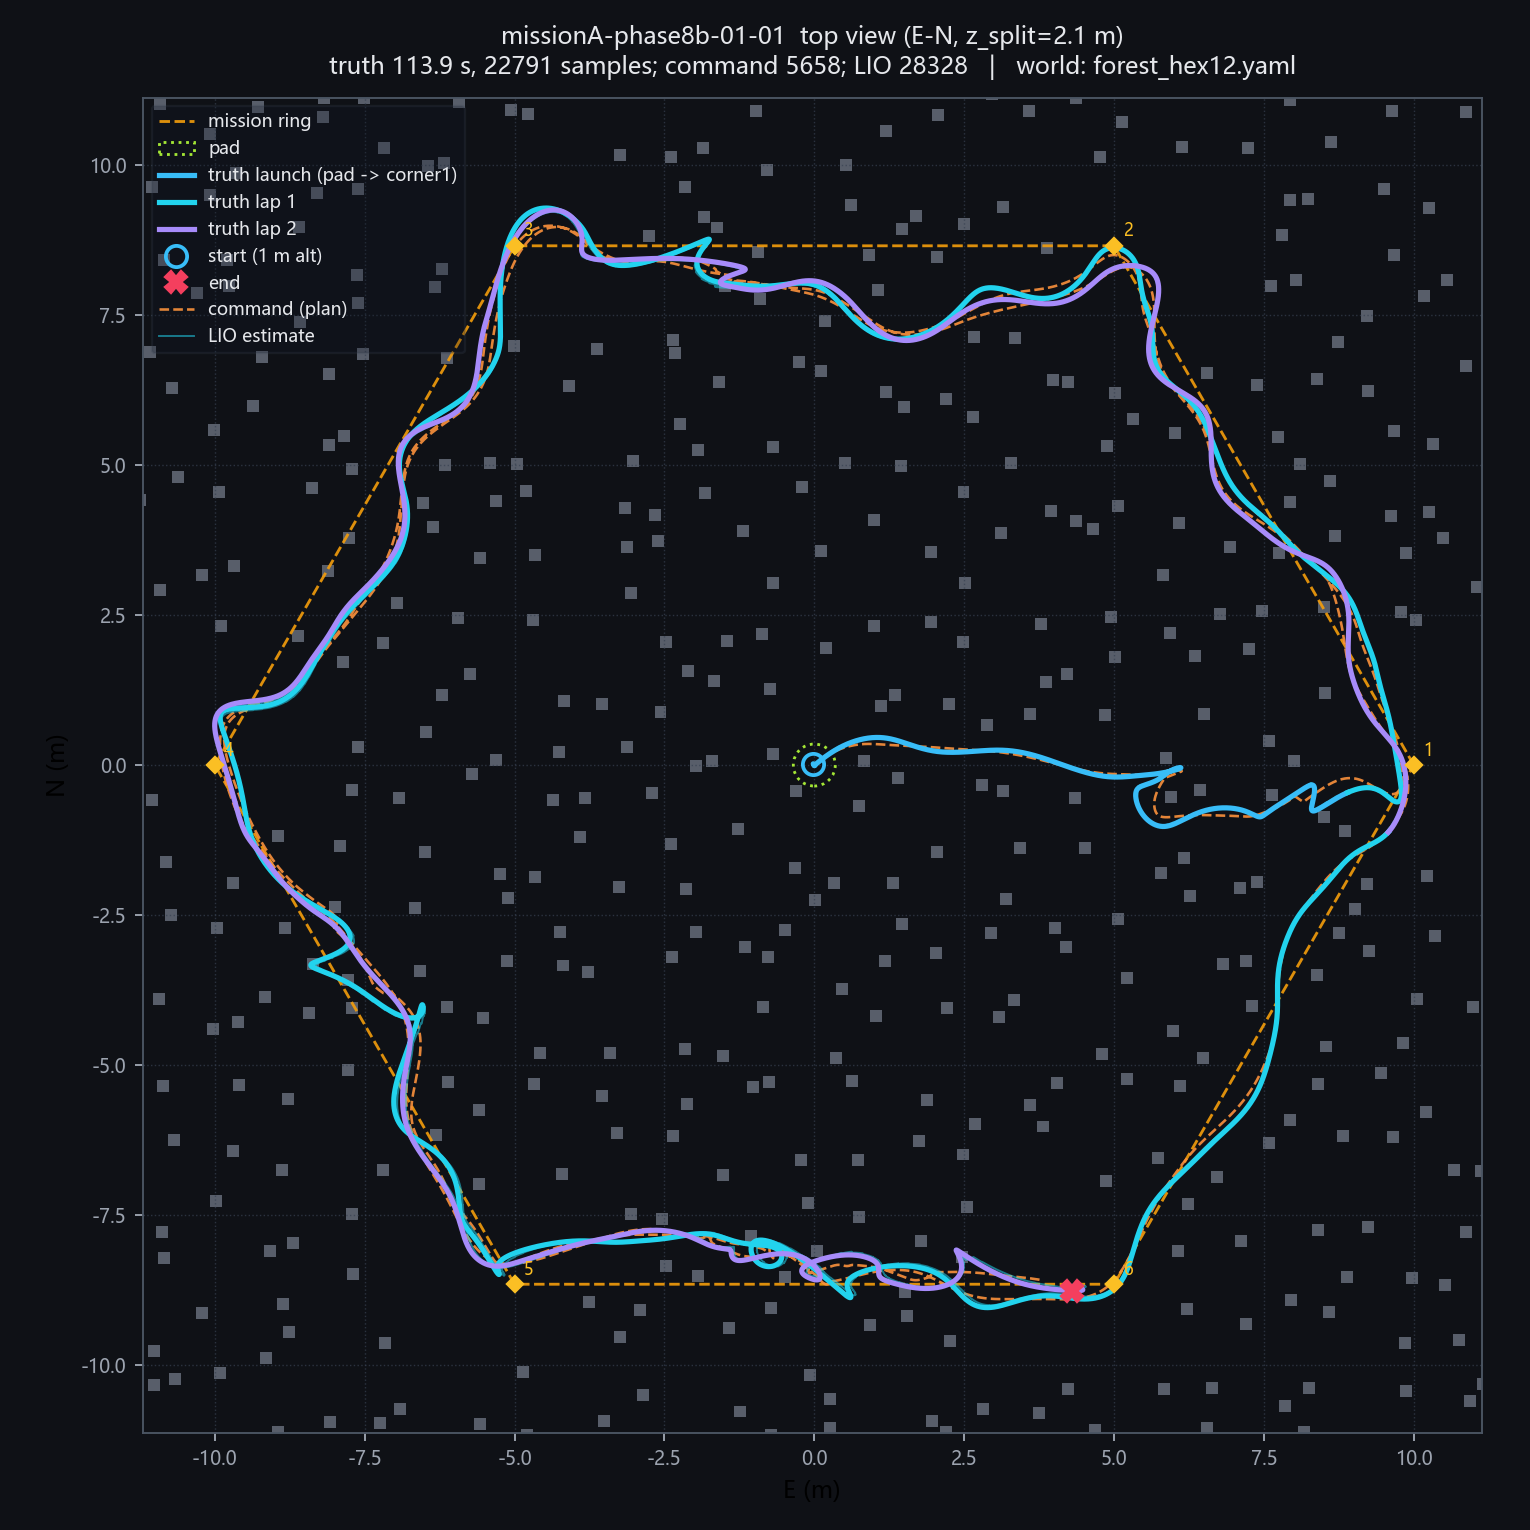 missionA-phase8b-01-01  top view (E-N, z_split=2.1 m)
truth 113.9 s, 22791 samples; command 5658; LIO 28328   |   world: forest_hex12.yaml
mission ring
pad
truth launch (pad -> corner1)
truth lap 1
truth lap 2
start (1 m alt)
end
command (plan)
LIO estimate
3
2
1
4
5
6
10.0
7.5
5.0
2.5
0.0
-2.5
-5.0
-7.5
-10.0
N (m)
-10.0
-7.5
-5.0
-2.5
0.0
2.5
5.0
7.5
10.0
E (m)